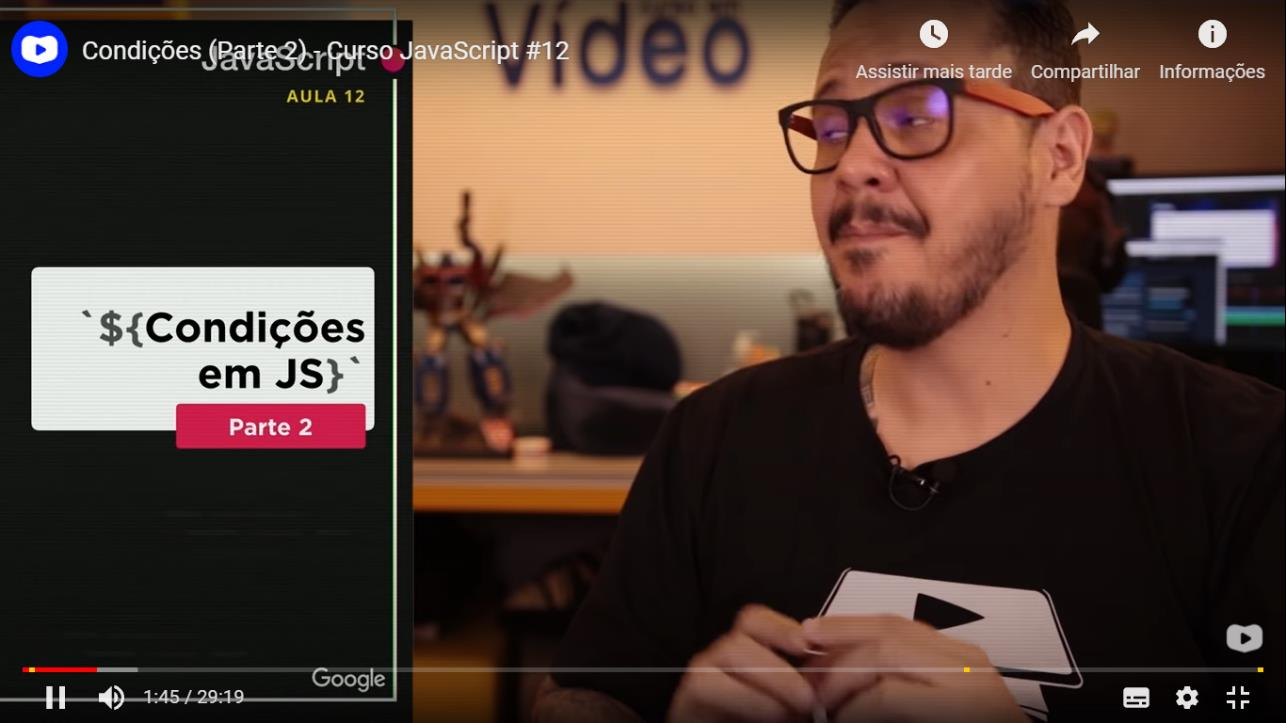 Condições (Parte 2) - Curso JavaScript #12
Vídeo
Assistir mais tarde
Compartilhar
Informações
JavaScript
AULA 12
`${Condições
em JS}`
Parte 2
Google
1:45 / 29:19